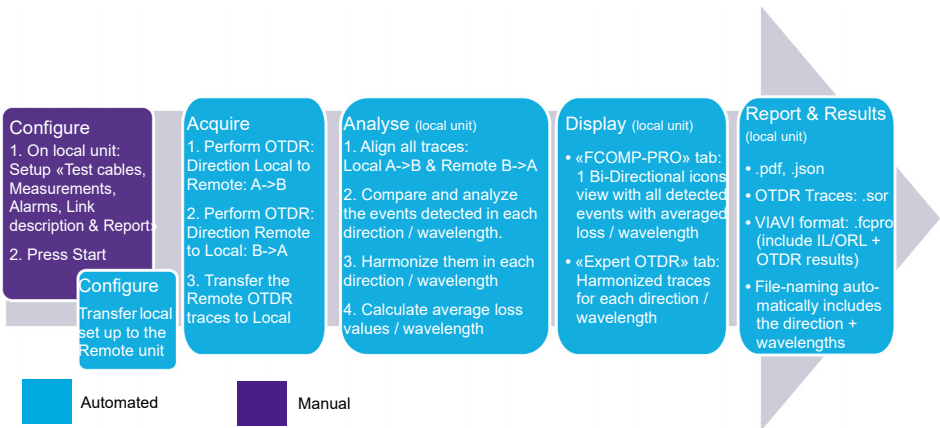 Configure
1. On local unit:
Setup «Test cables,
Measurements,
Alarms, Link
description & Report»
2. Press Start
Configure
Transfer local
set up to the
Remote unit
Acquire
1. Perform OTDR:
Direction Local to
Remote: A->B
2. Perform OTDR:
Direction Remote
to Local: B->A
3. Transfer the
Remote OTDR
traces to Local
Analyse (local unit)
1. Align all traces:
Local A->B & Remote B->A
2. Compare and analyze
the events detected in each
direction / wavelength.
3. Harmonize them in each
direction / wavelength
4. Calculate average loss
values / wavelength
Display (local unit)
• «FCOMP-PRO» tab:
1 Bi-Directional icons
view with all detected
events with averaged
loss / wavelength
• «Expert OTDR» tab:
Harmonized traces
for each direction /
wavelength
Report & Results
(local unit)
• .pdf, .json
• OTDR Traces: .sor
• VIAVI format: .fcpro
(include IL/ORL +
OTDR results)
• File-naming auto-
matically includes
the direction +
wavelengths
Automated
Manual